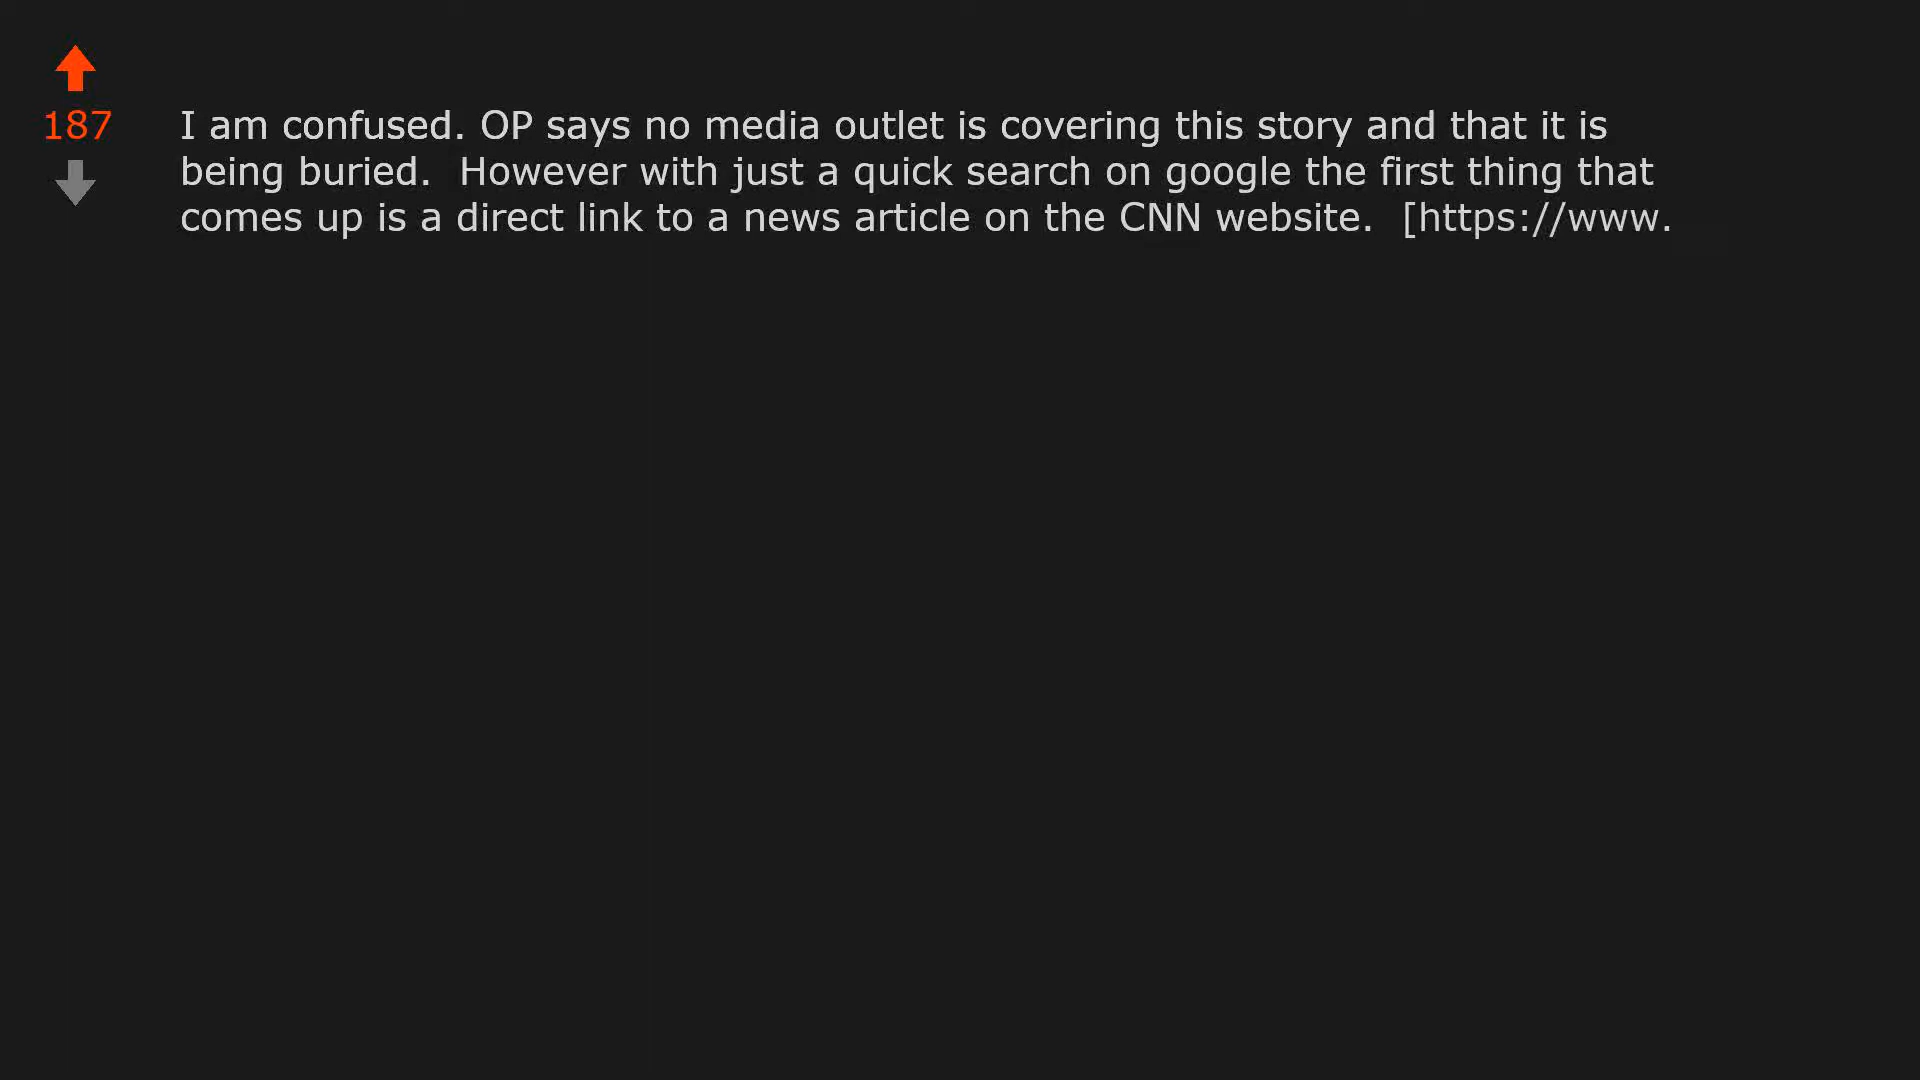 187
I am confused. OP says no media outlet is covering this story and that it is
being buried.  However with just a quick search on google the first thing that
comes up is a direct link to a news article on the CNN website.  [https://www.